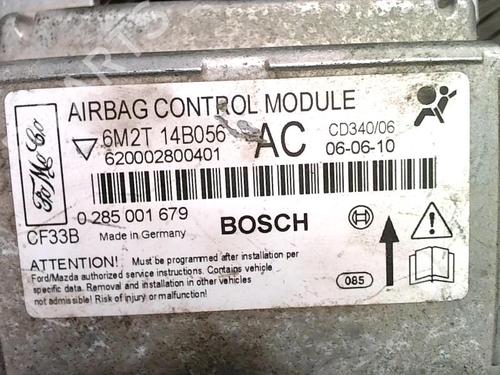 AIRBAG CONTROL MODULE
6M2T 14B056 AC CD340/06
620002800401 06-06-10
FoMoCo
0 285 001 679 BOSCH
CF33B Made in Germany
ATTENTION! Must be programmed after installation per
Ford/Mazda authorized service instructions. Contains vehicle
specific data. Removal and installation in other vehicles
not admissible! Risk of injury or malfunction!
085